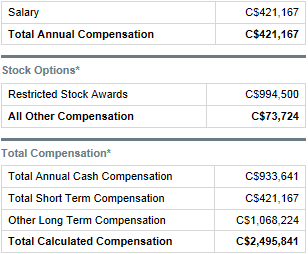 Salary C$421,167
Total Annual Compensation C$421,167
Stock Options*
Restricted Stock Awards C$994,500
All Other Compensation C$73,724
Total Compensation*
Total Annual Cash Compensation C$933,641
Total Short Term Compensation C$421,167
Other Long Term Compensation C$1,068,224
Total Calculated Compensation C$2,495,841